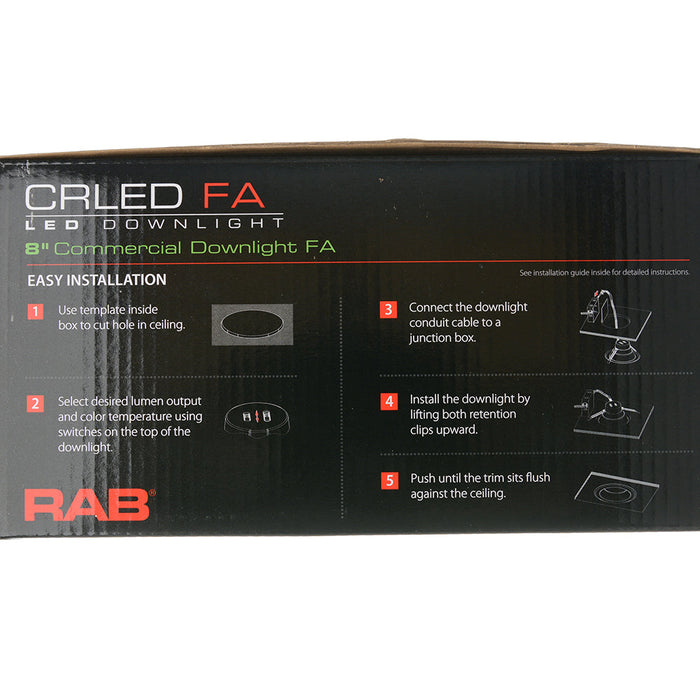 CRLED FA
LED DOWNLIGHT
8" Commercial Downlight FA
EASY INSTALLATION
See installation guide inside for detailed instructions.
1 Use template inside
box to cut hole in ceiling.
2 Select desired lumen output
and color temperature using
switches on the top of the
downlight.
3 Connect the downlight
conduit cable to a
junction box.
4 Install the downlight by
lifting both retention
clips upward.
5 Push until the trim sits flush
against the ceiling.
RAB®